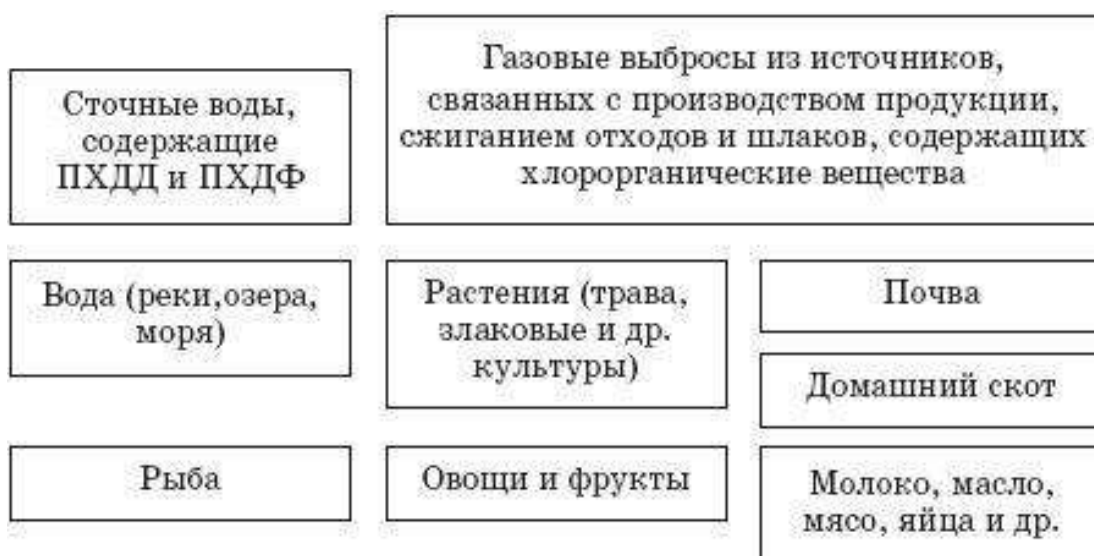 Сточные воды,
содержащие
ПХДД и ПХДФ
Газовые выбросы из источников,
связанных с производством продукции,
сжиганием отходов и шлаков, содержащих
хлорорганические вещества
Вода (реки,озера,
моря)
Растения (трава,
злаковые и др.
культуры)
Почва
Домашний скот
Рыба
Овощи и фрукты
Молоко, масло,
мясо, яйца и др.